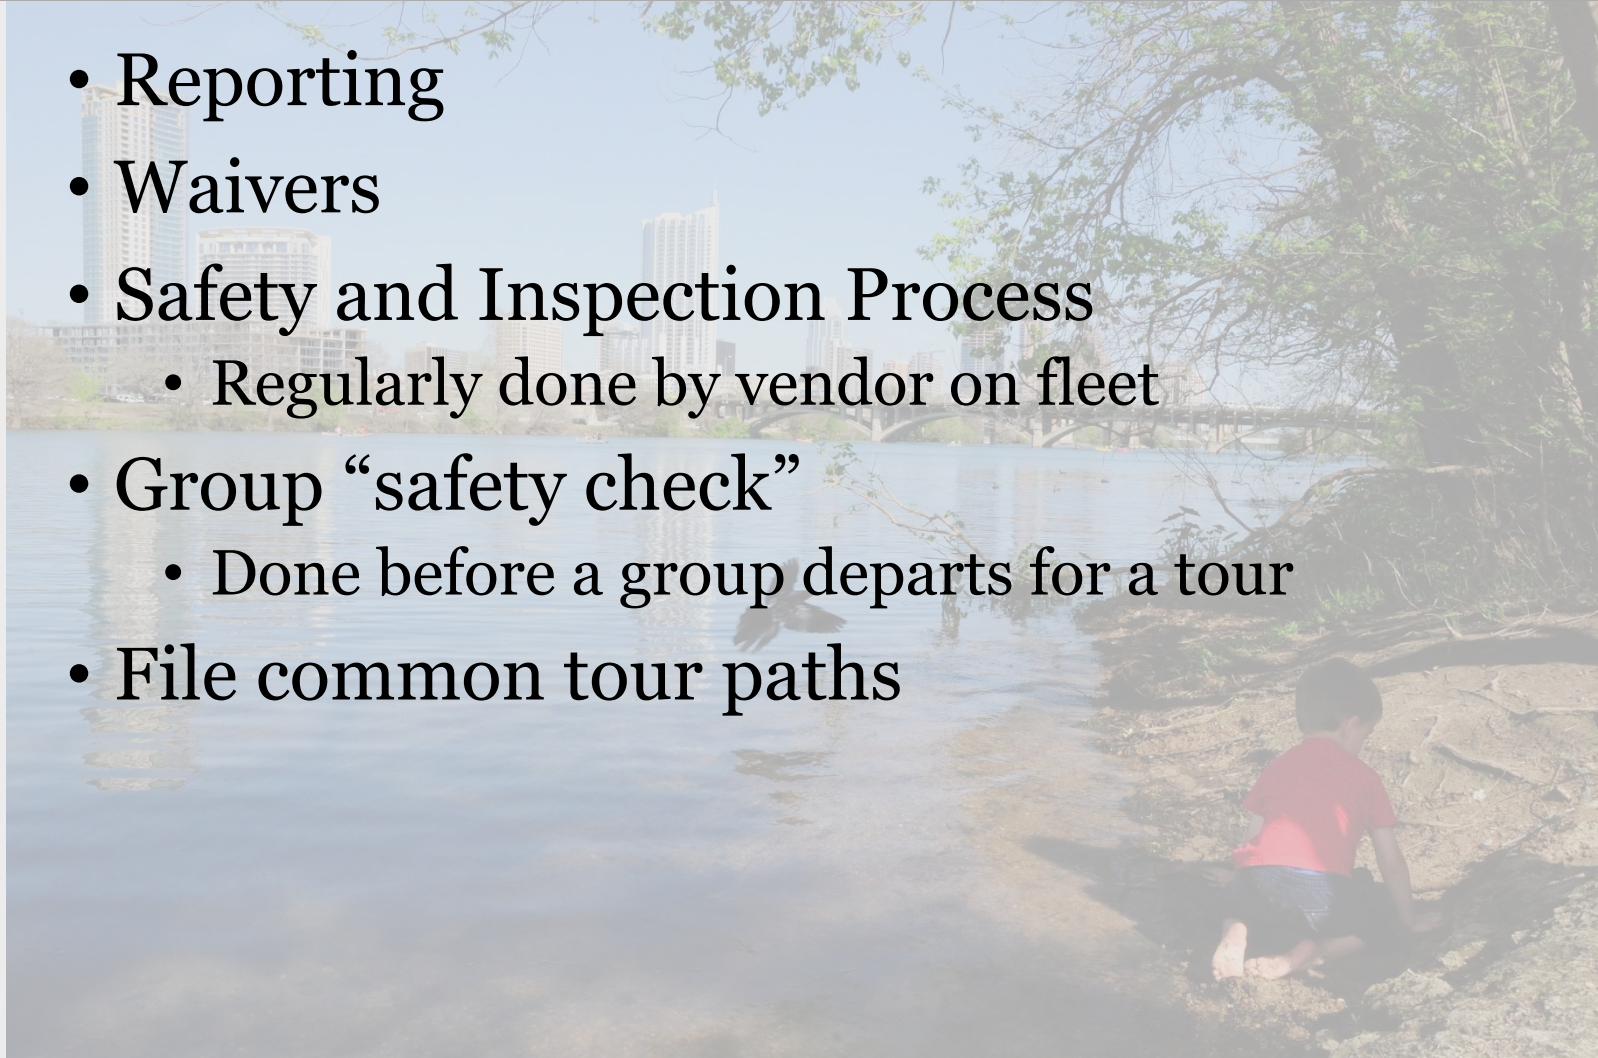 • Reporting
• Waivers
• Safety and Inspection Process
• Regularly done by vendor on fleet
• Group “safety check”
• Done before a group departs for a tour
• File common tour paths